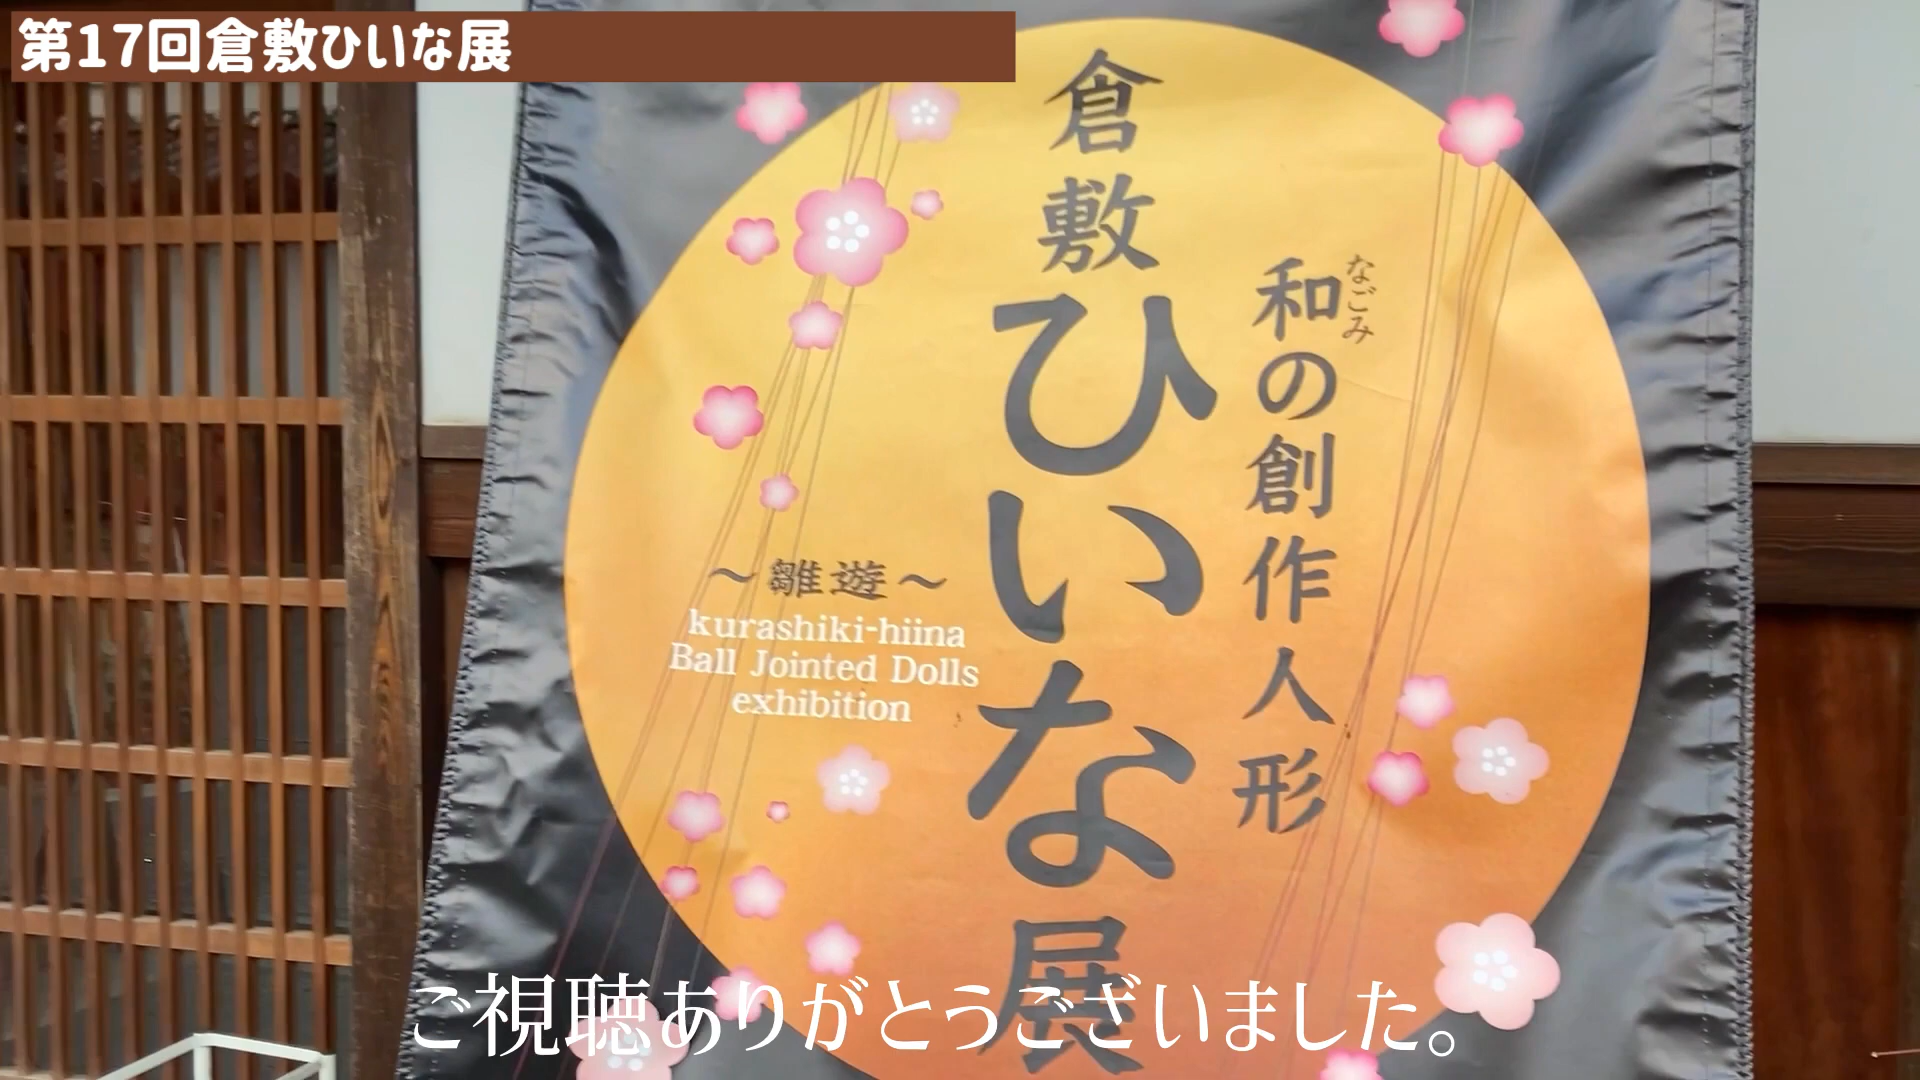 第17回倉敷ひいな展
和の創作人形
なごみ
倉敷ひいな展
～雛遊～
kurashiki-hiina
Ball Jointed Dolls
exhibition
ご視聴ありがとうございました。